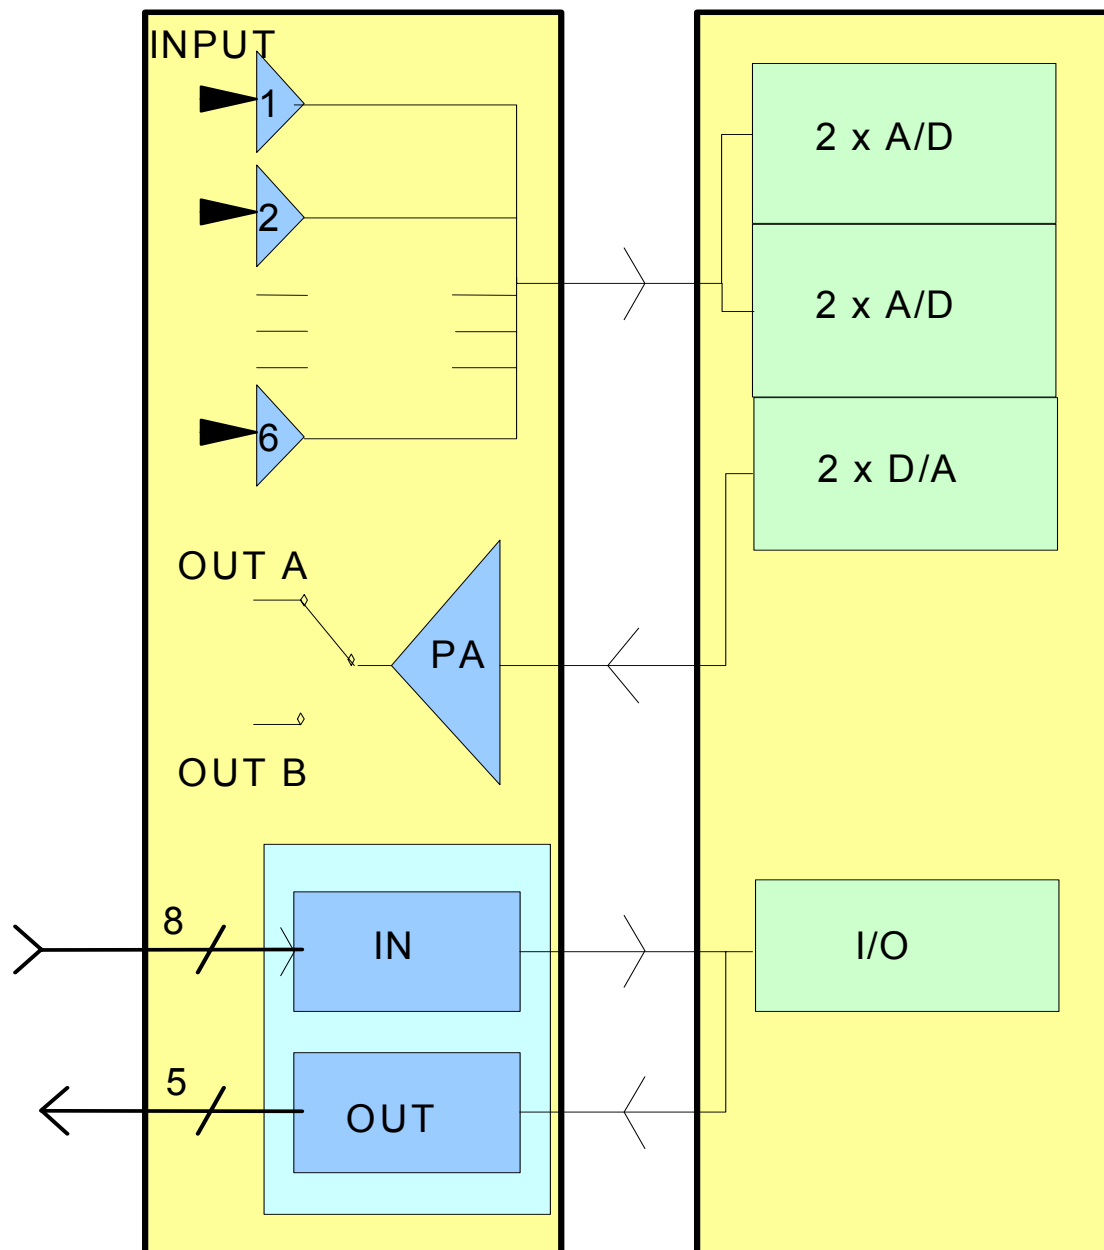 INPUT
1
2
6
OUT A
PA
OUT B
8
IN
5
OUT
2 x A/D
2 x A/D
2 x D/A
I/O